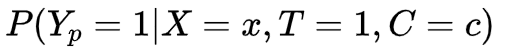 P(Y_p = 1|X = x, T = 1, C = c)